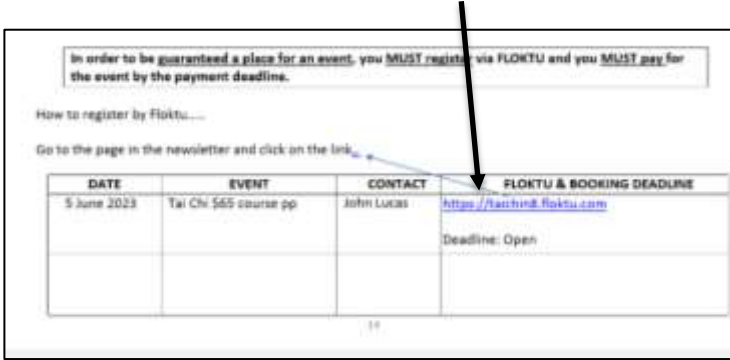 In order to be guaranteed a place for an event, you MUST register via FLOKTU and you MUST pay for
the event by the payment deadline.
How to register by Floktu.....
Go to the page in the newsletter and click on the link
DATE EVENT CONTACT FLOKTU & BOOKING DEADLINE
5 June 2023 Tai Chi $65 course pp John Lucas
Deadline: Open